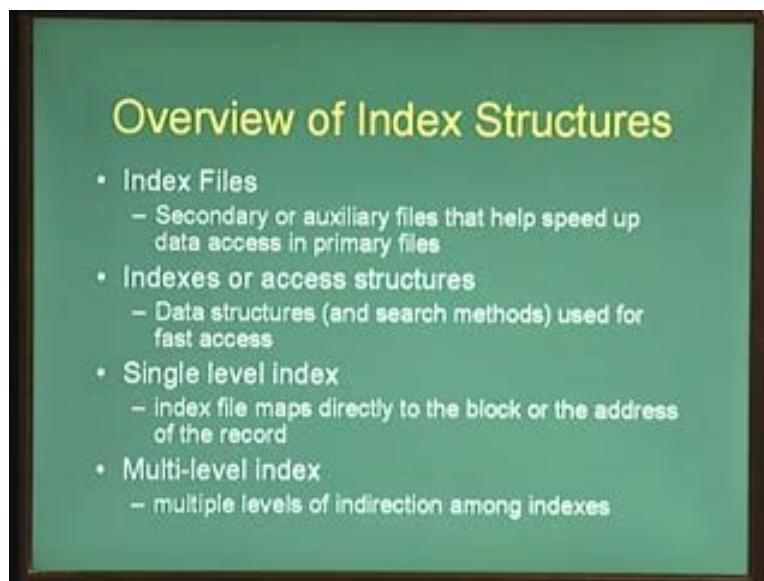 Overview of Index Structures
• Index Files
– Secondary or auxiliary files that help speed up
data access in primary files
• Indexes or access structures
– Data structures (and search methods) used for
fast access
• Single level index
– index file maps directly to the block or the address
of the record
• Multi-level index
– multiple levels of indirection among indexes